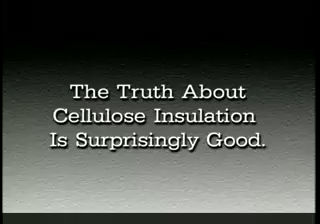 The Truth About
Cellulose Insulation
Is Surprisingly Good.